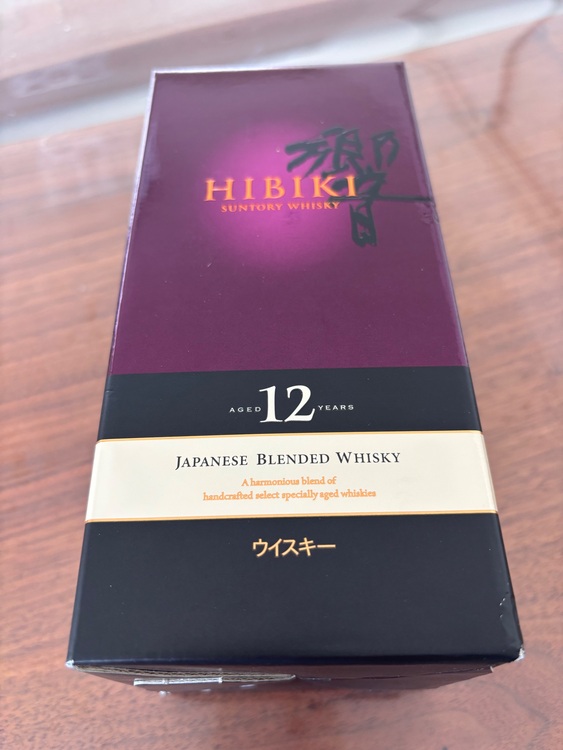 響
HIBIKI
SUNTORY WHISKY
AGED 12 YEARS
JAPANESE BLENDED WHISKY
A harmonious blend of
handcrafted select specially aged whiskies
ウイスキー